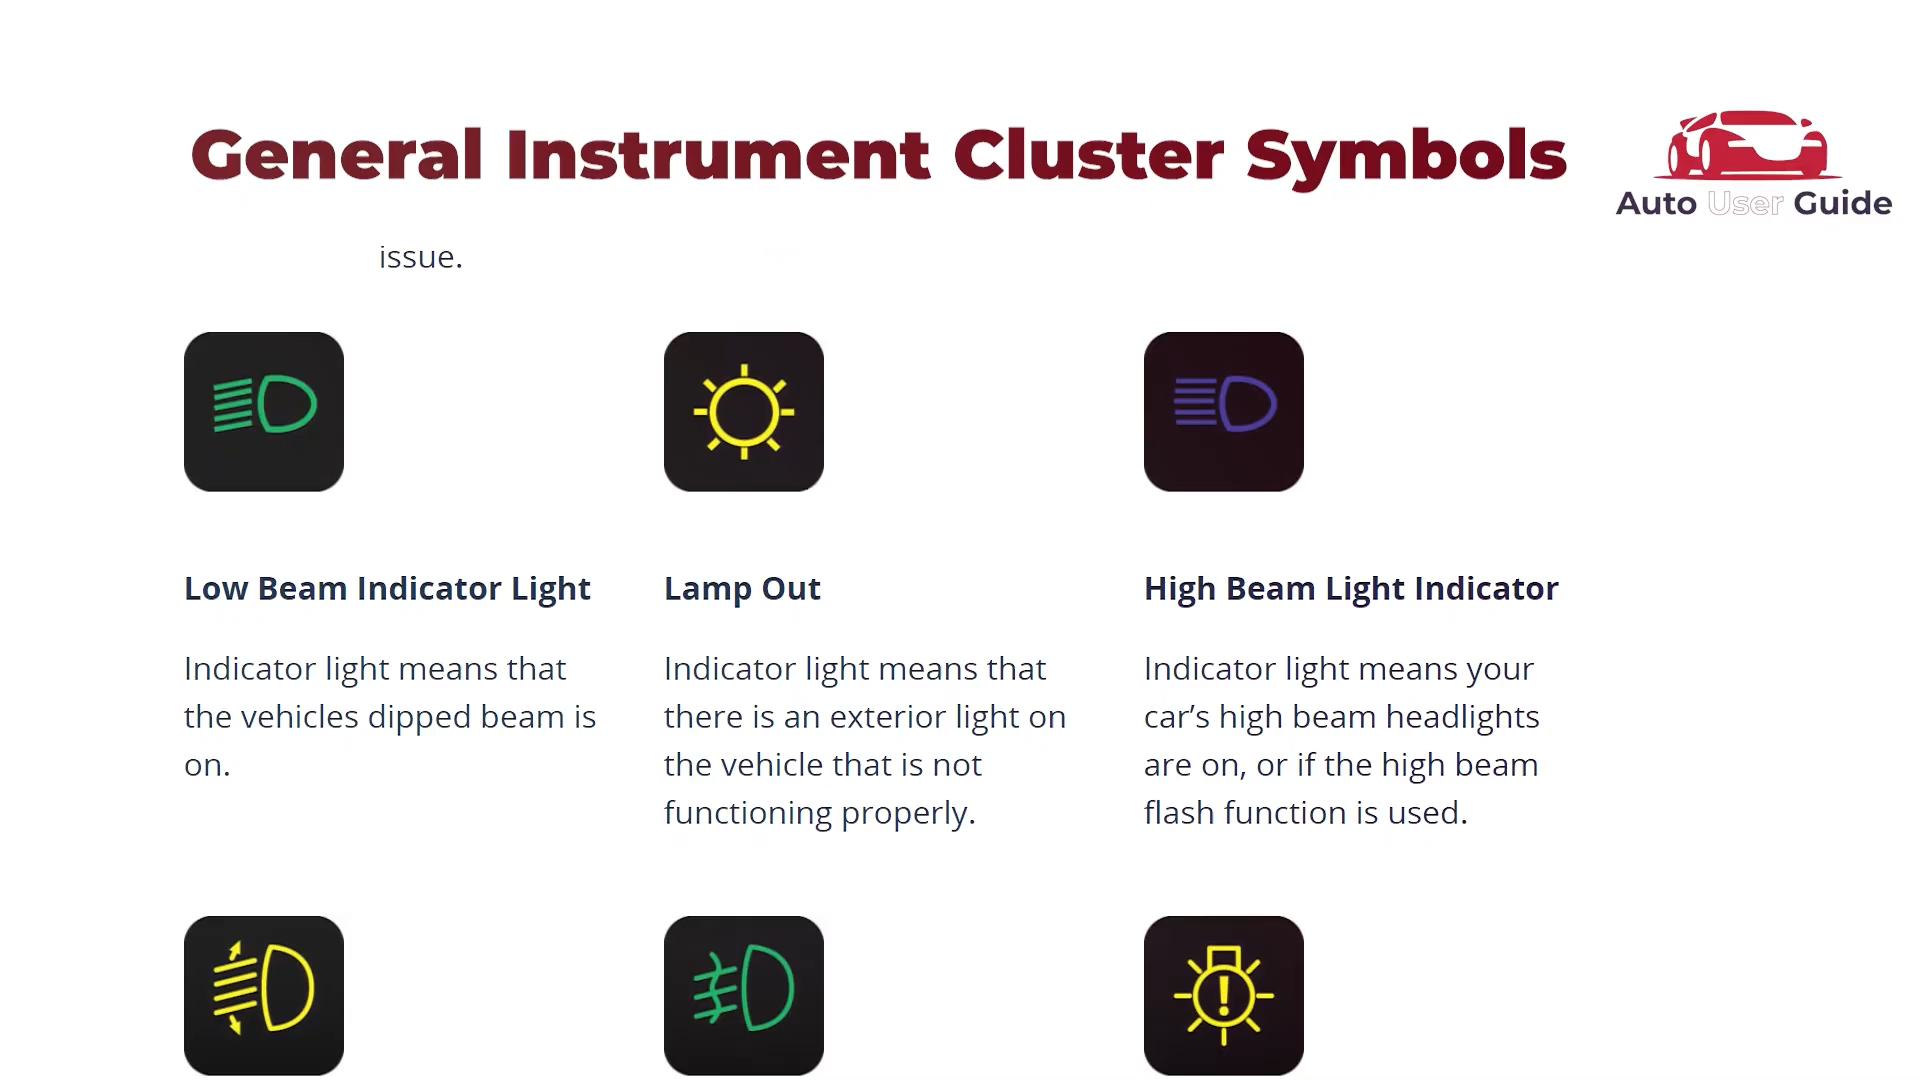 General Instrument Cluster Symbols
Auto User Guide
issue.
Low Beam Indicator Light
Indicator light means that
the vehicles dipped beam is
on.
Lamp Out
Indicator light means that
there is an exterior light on
the vehicle that is not
functioning properly.
High Beam Light Indicator
Indicator light means your
car’s high beam headlights
are on, or if the high beam
flash function is used.